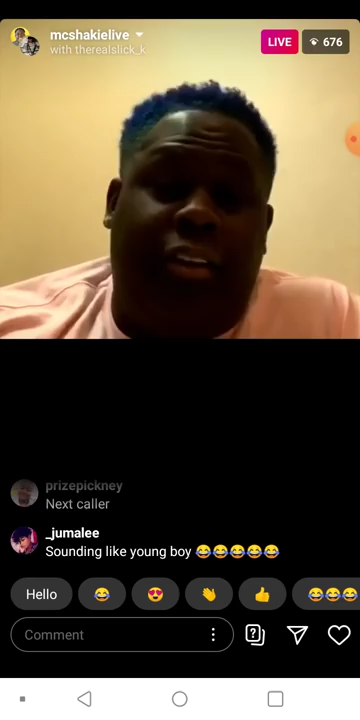 mcshakielive
with therealslick_k
LIVE
676
prizepickney
Next caller
_jumalee
Sounding like young boy 😂😂😂😂😂
Hello
😂
😍
👏
👍
😂😂😂
Comment